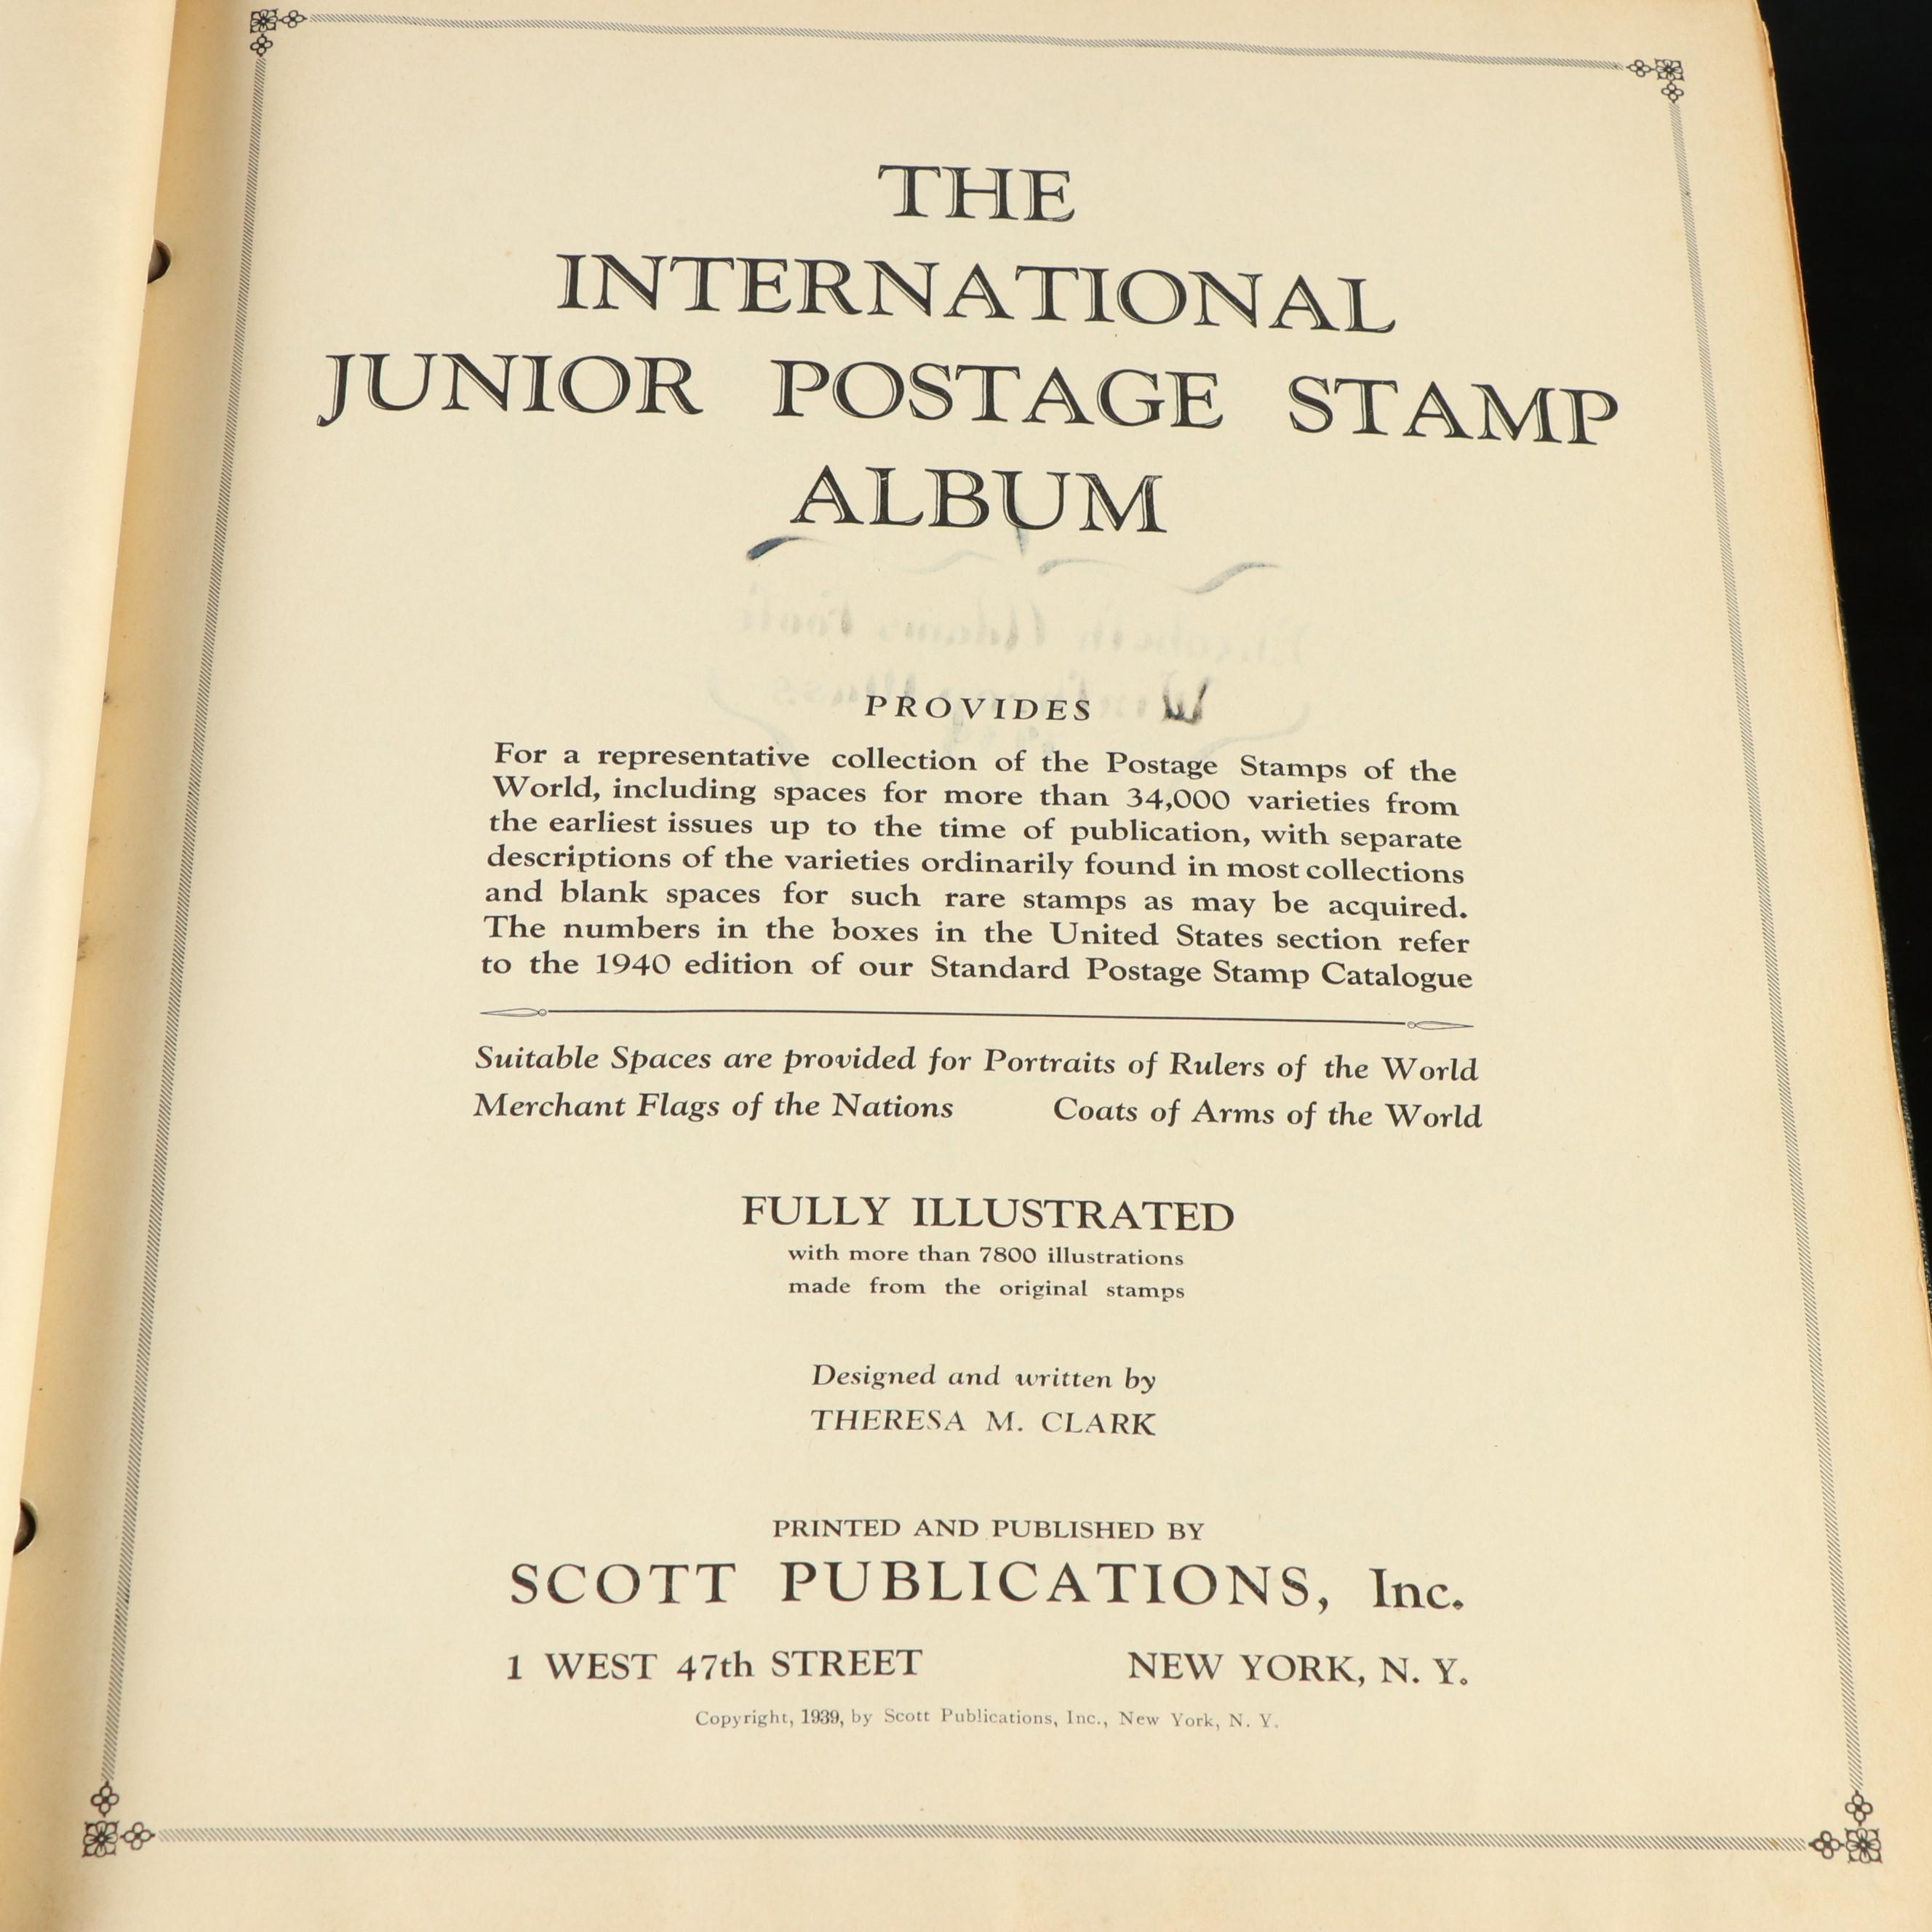 THE
INTERNATIONAL
JUNIOR POSTAGE STAMP
ALBUM
PROVIDES
For a representative collection of the Postage Stamps of the
World, including spaces for more than 34,000 varieties from
the earliest issues up to the time of publication, with separate
descriptions of the varieties ordinarily found in most collections
and blank spaces for such rare stamps as may be acquired.
The numbers in the boxes in the United States section refer
to the 1940 edition of our Standard Postage Stamp Catalogue
Suitable Spaces are provided for Portraits of Rulers of the World
Merchant Flags of the Nations Coats of Arms of the World
FULLY ILLUSTRATED
with more than 7800 illustrations
made from the original stamps
Designed and written by
THERESA M. CLARK
PRINTED AND PUBLISHED BY
SCOTT PUBLICATIONS, Inc.
1 WEST 47th STREET NEW YORK, N. Y.
Copyright, 1939, by Scott Publications, Inc., New York, N. Y.